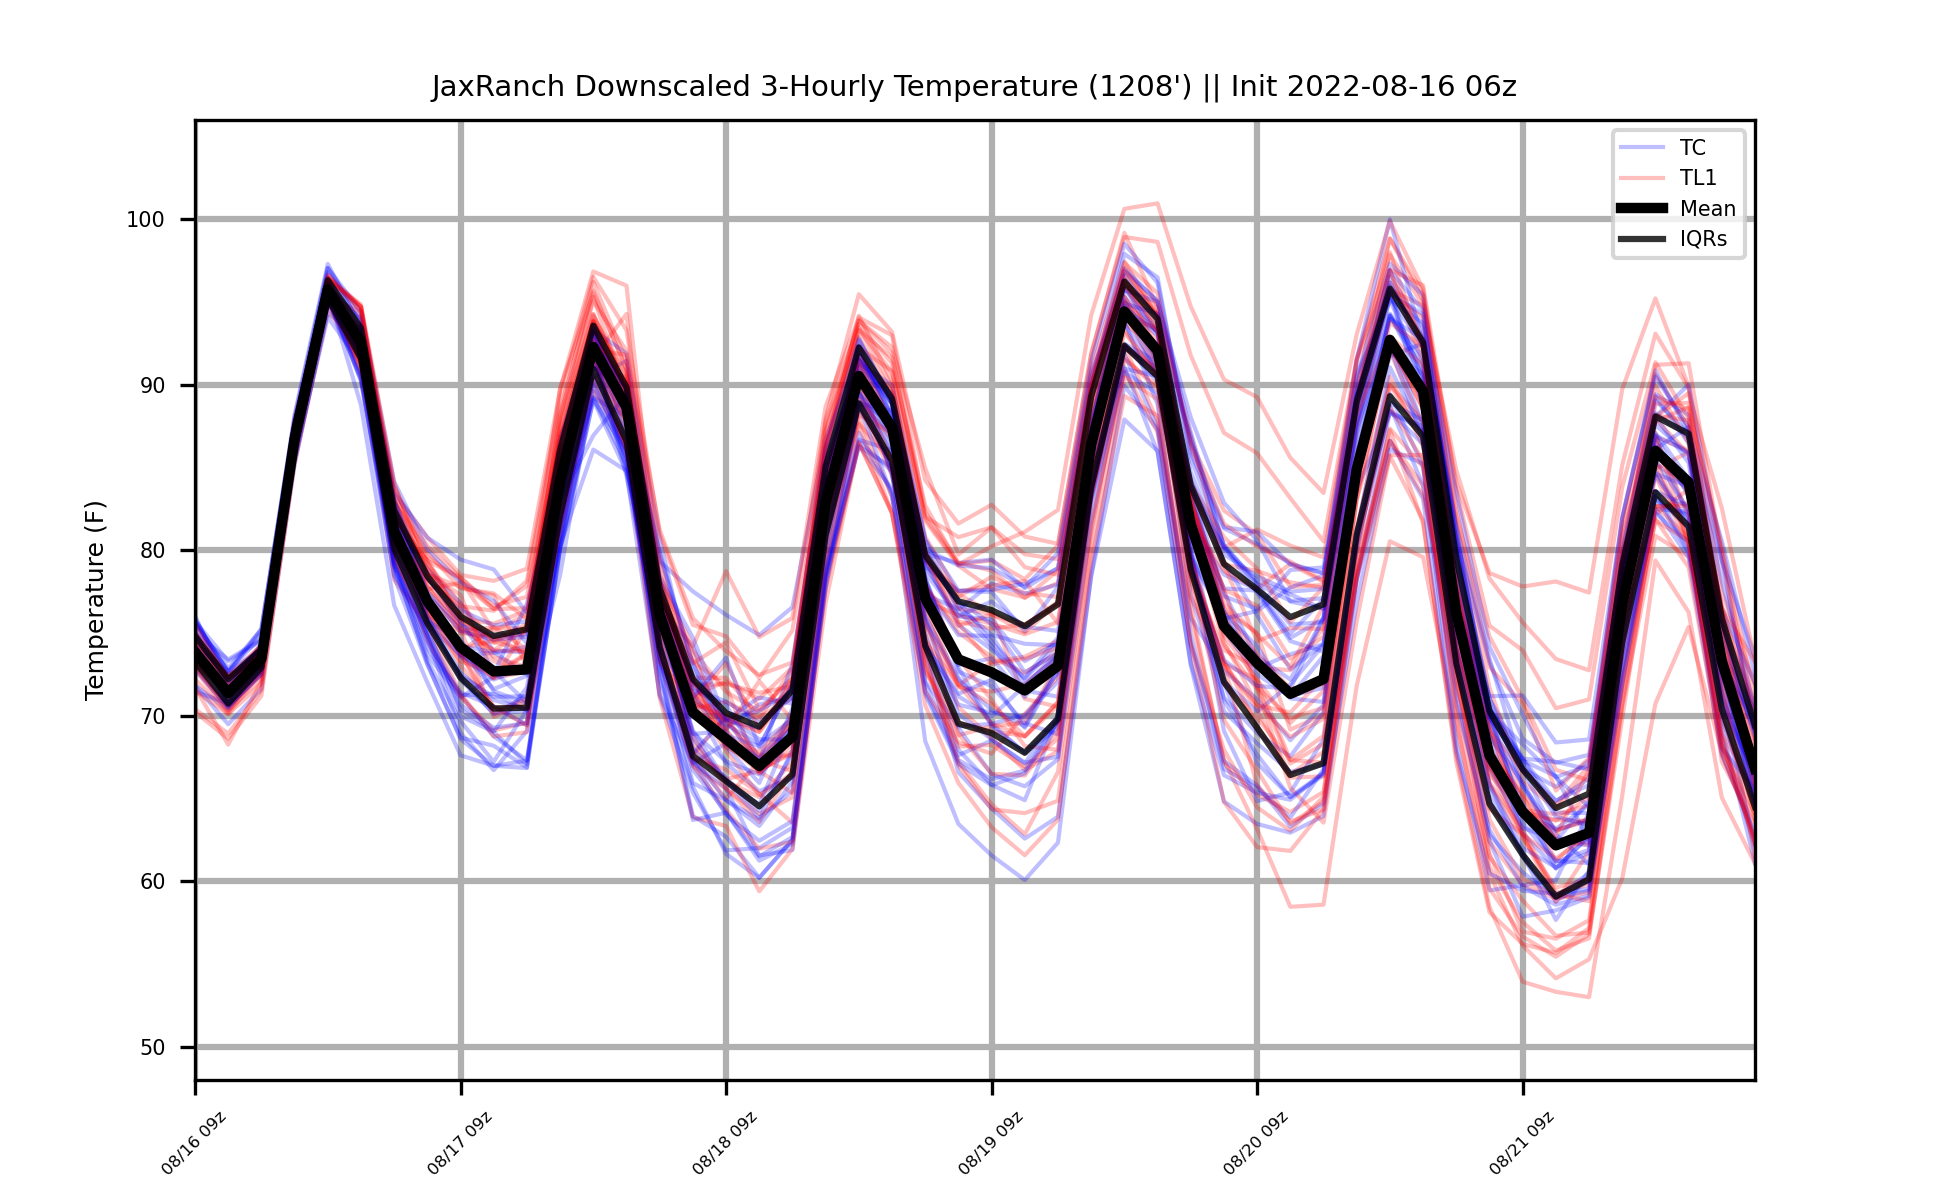 JaxRanch Downscaled 3-Hourly Temperature (1208') || Init 2022-08-16 06z
TC
TL1
Mean
IQRs
Temperature (F)
100
90
80
70
60
50
08/16 09z
08/17 09z
08/18 09z
08/19 09z
08/20 09z
08/21 09z